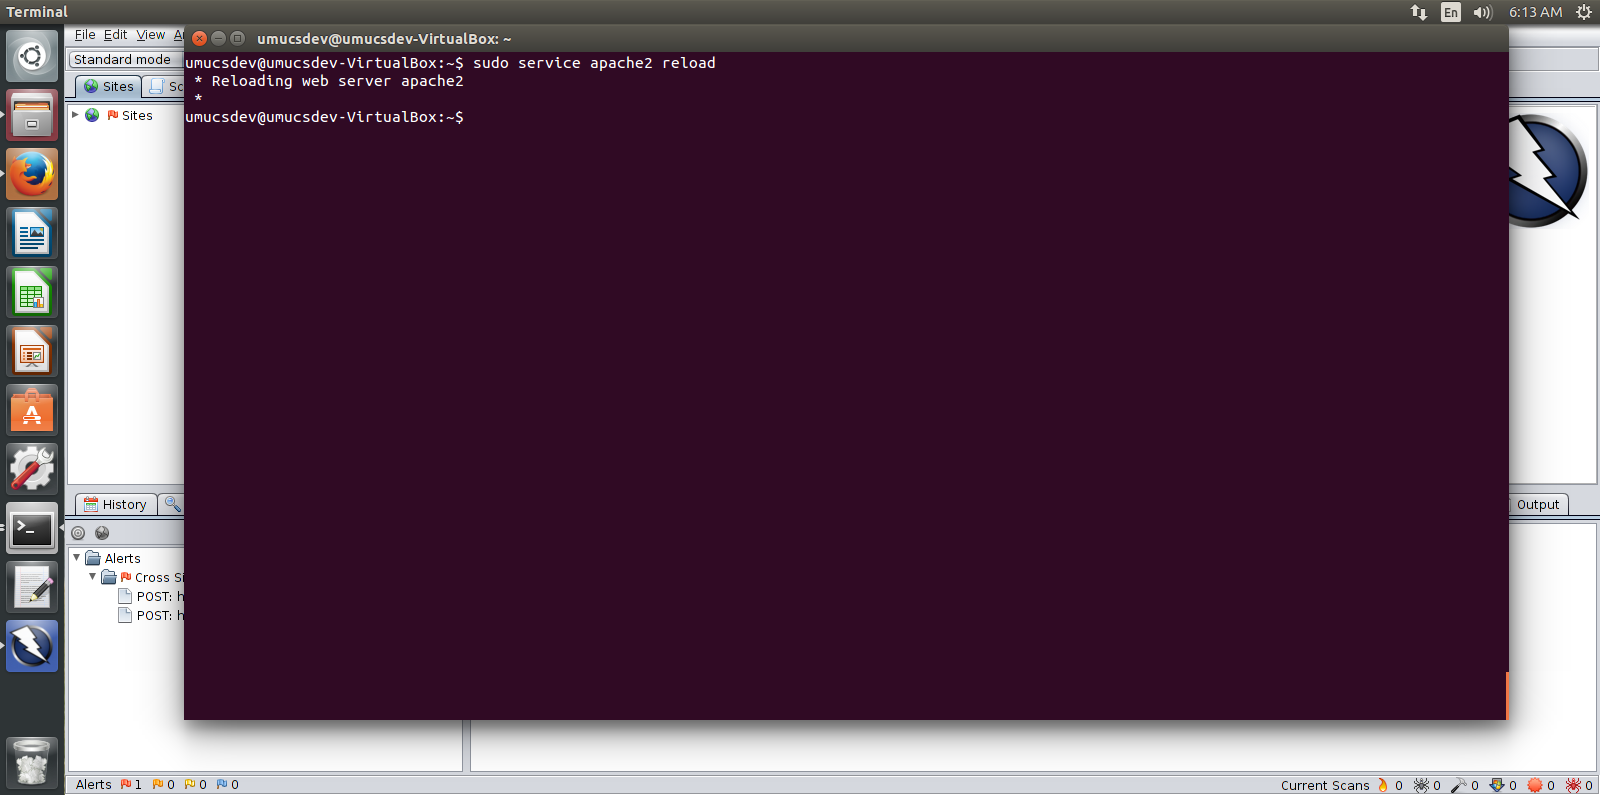 Terminal
En
6:13 AM
File Edit View
umucsdev@umucsdev-VirtualBox: ~
Standard mode
umucsdev@umucsdev-VirtualBox:~$ sudo service apache2 reload
* Reloading web server apache2
*
umucsdev@umucsdev-VirtualBox:~$
Sites
Sites
History
Output
Alerts
Cross
POST:
POST:
Alerts 1 0 0 0
Current Scans 0 0 0 0 0 0